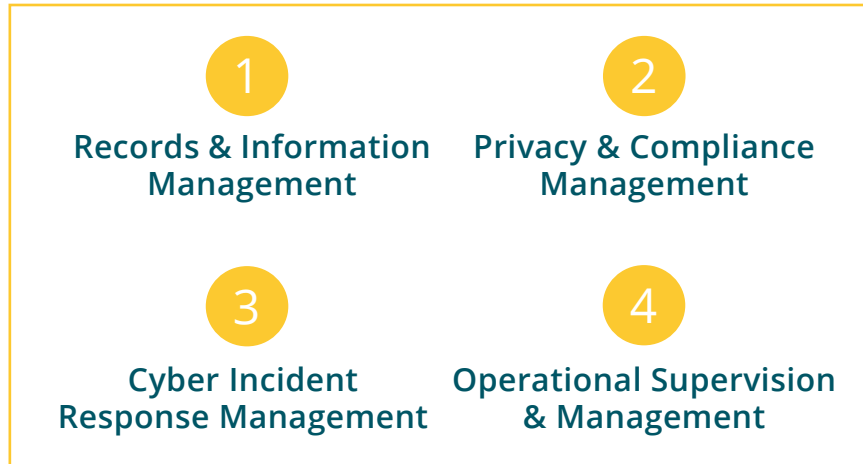 1
Records & Information
Management
2
Privacy & Compliance
Management
3
Cyber Incident
Response Management
4
Operational Supervision
& Management